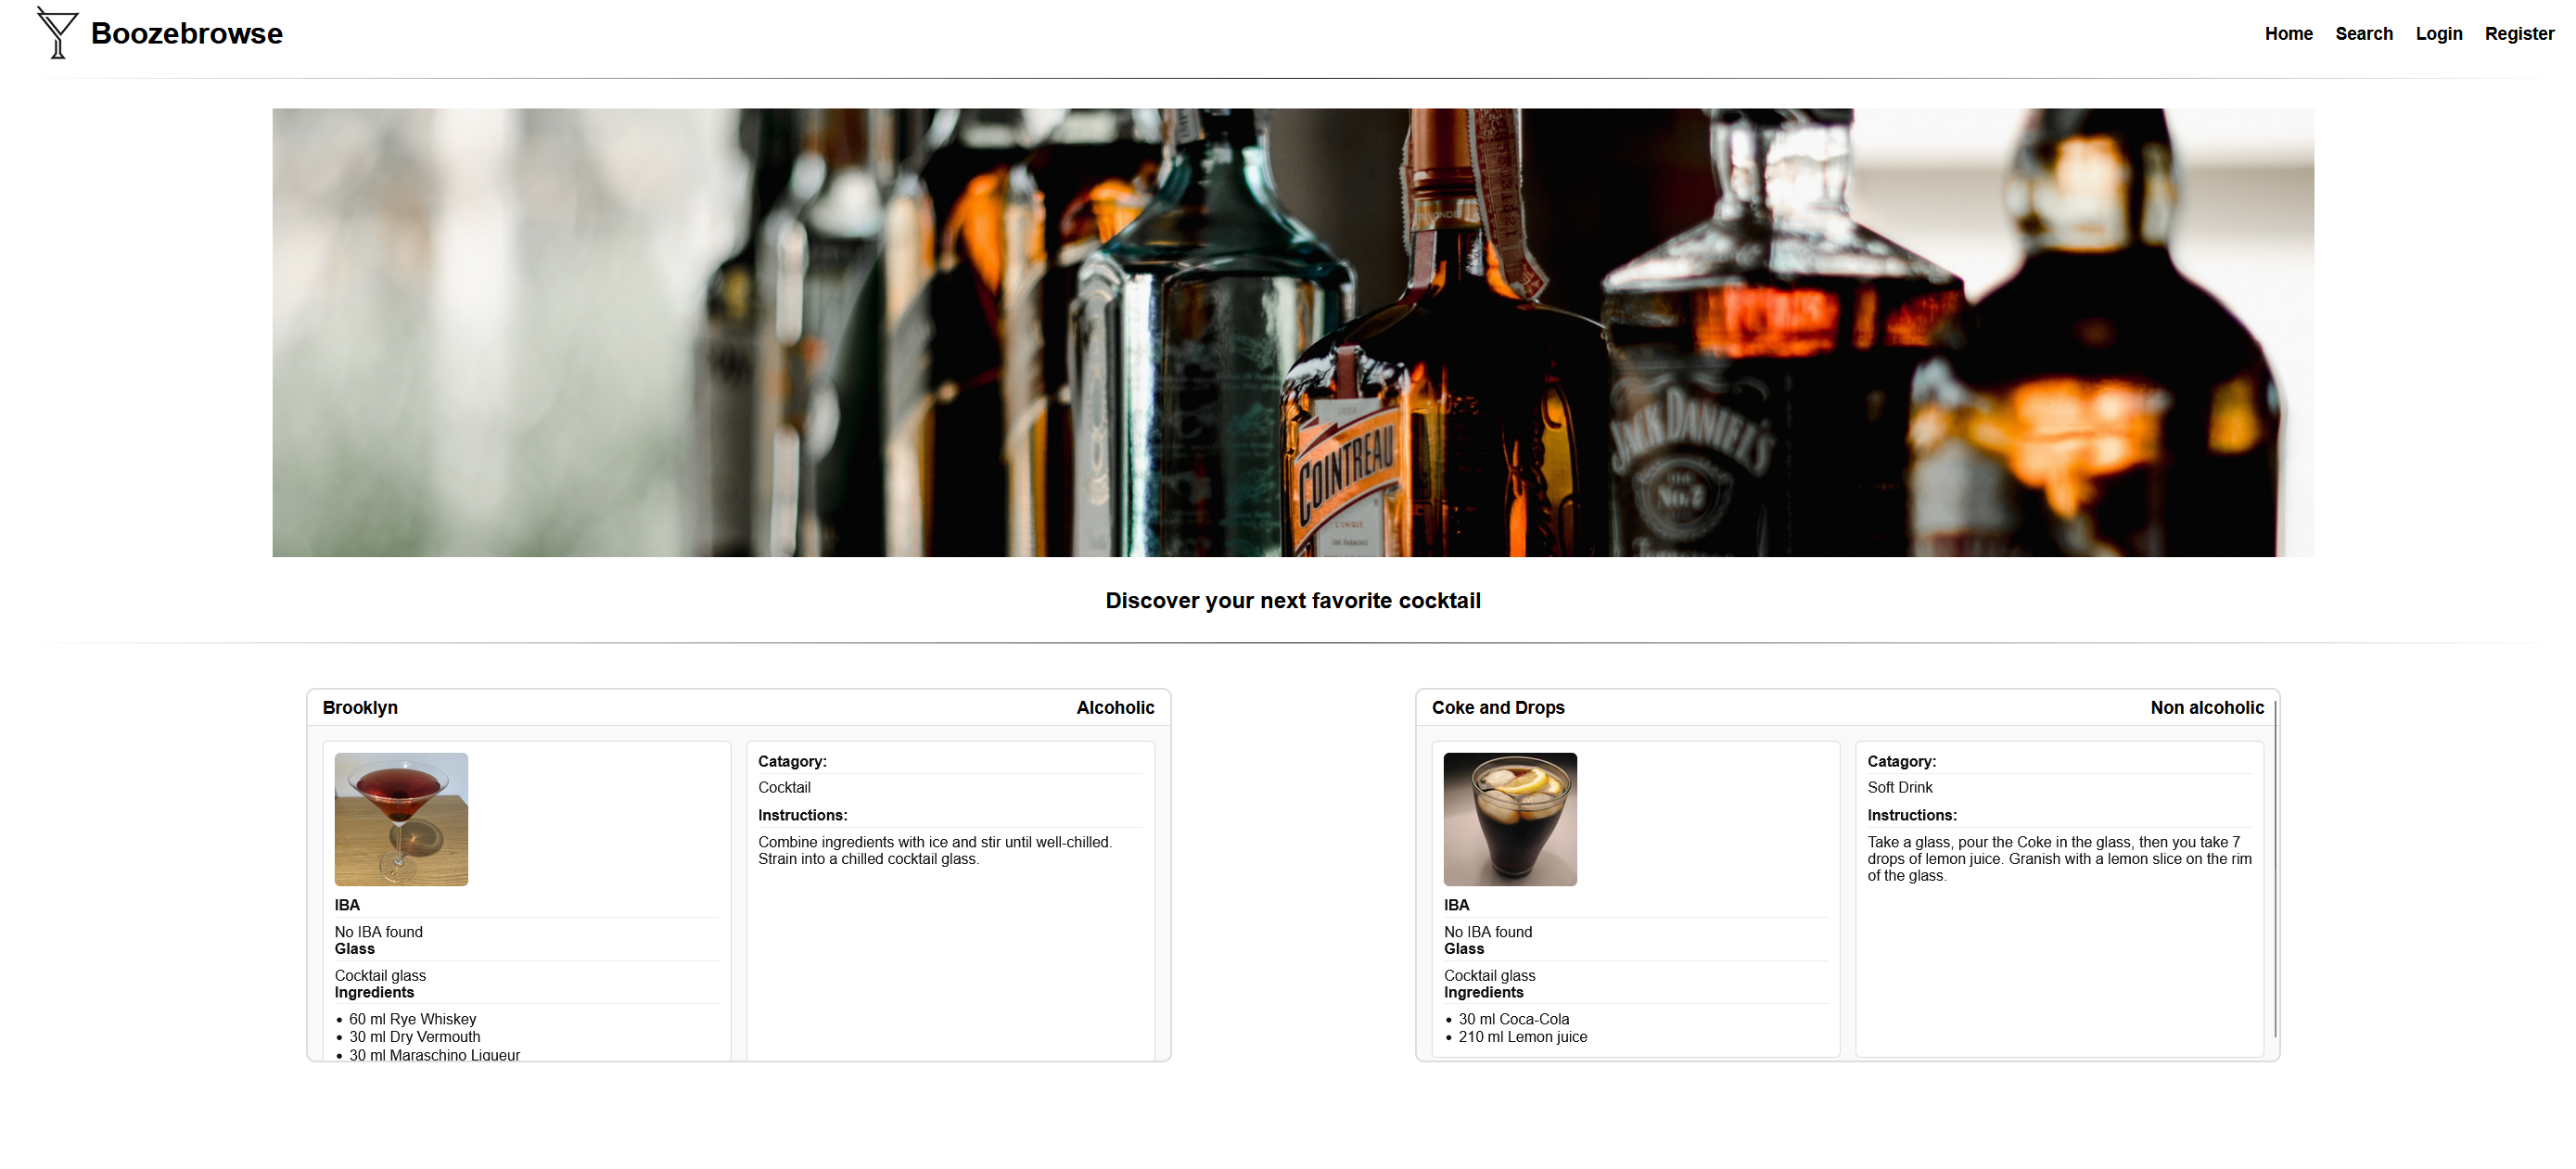 Boozebrowse
Home Search Login Register
COINTREAU
L'UNIQUE
JACK DANIEL'S
OLD
No.7
Discover your next favorite cocktail
Brooklyn Alcoholic
IBA
No IBA found
Glass
Cocktail glass
Ingredients
60 ml Rye Whiskey
30 ml Dry Vermouth
30 ml Maraschino Liqueur
Catagory:
Cocktail
Instructions:
Combine ingredients with ice and stir until well-chilled.
Strain into a chilled cocktail glass.
Coke and Drops Non alcoholic
IBA
No IBA found
Glass
Cocktail glass
Ingredients
30 ml Coca-Cola
210 ml Lemon juice
Catagory:
Soft Drink
Instructions:
Take a glass, pour the Coke in the glass, then you take 7
drops of lemon juice. Granish with a lemon slice on the rim
of the glass.